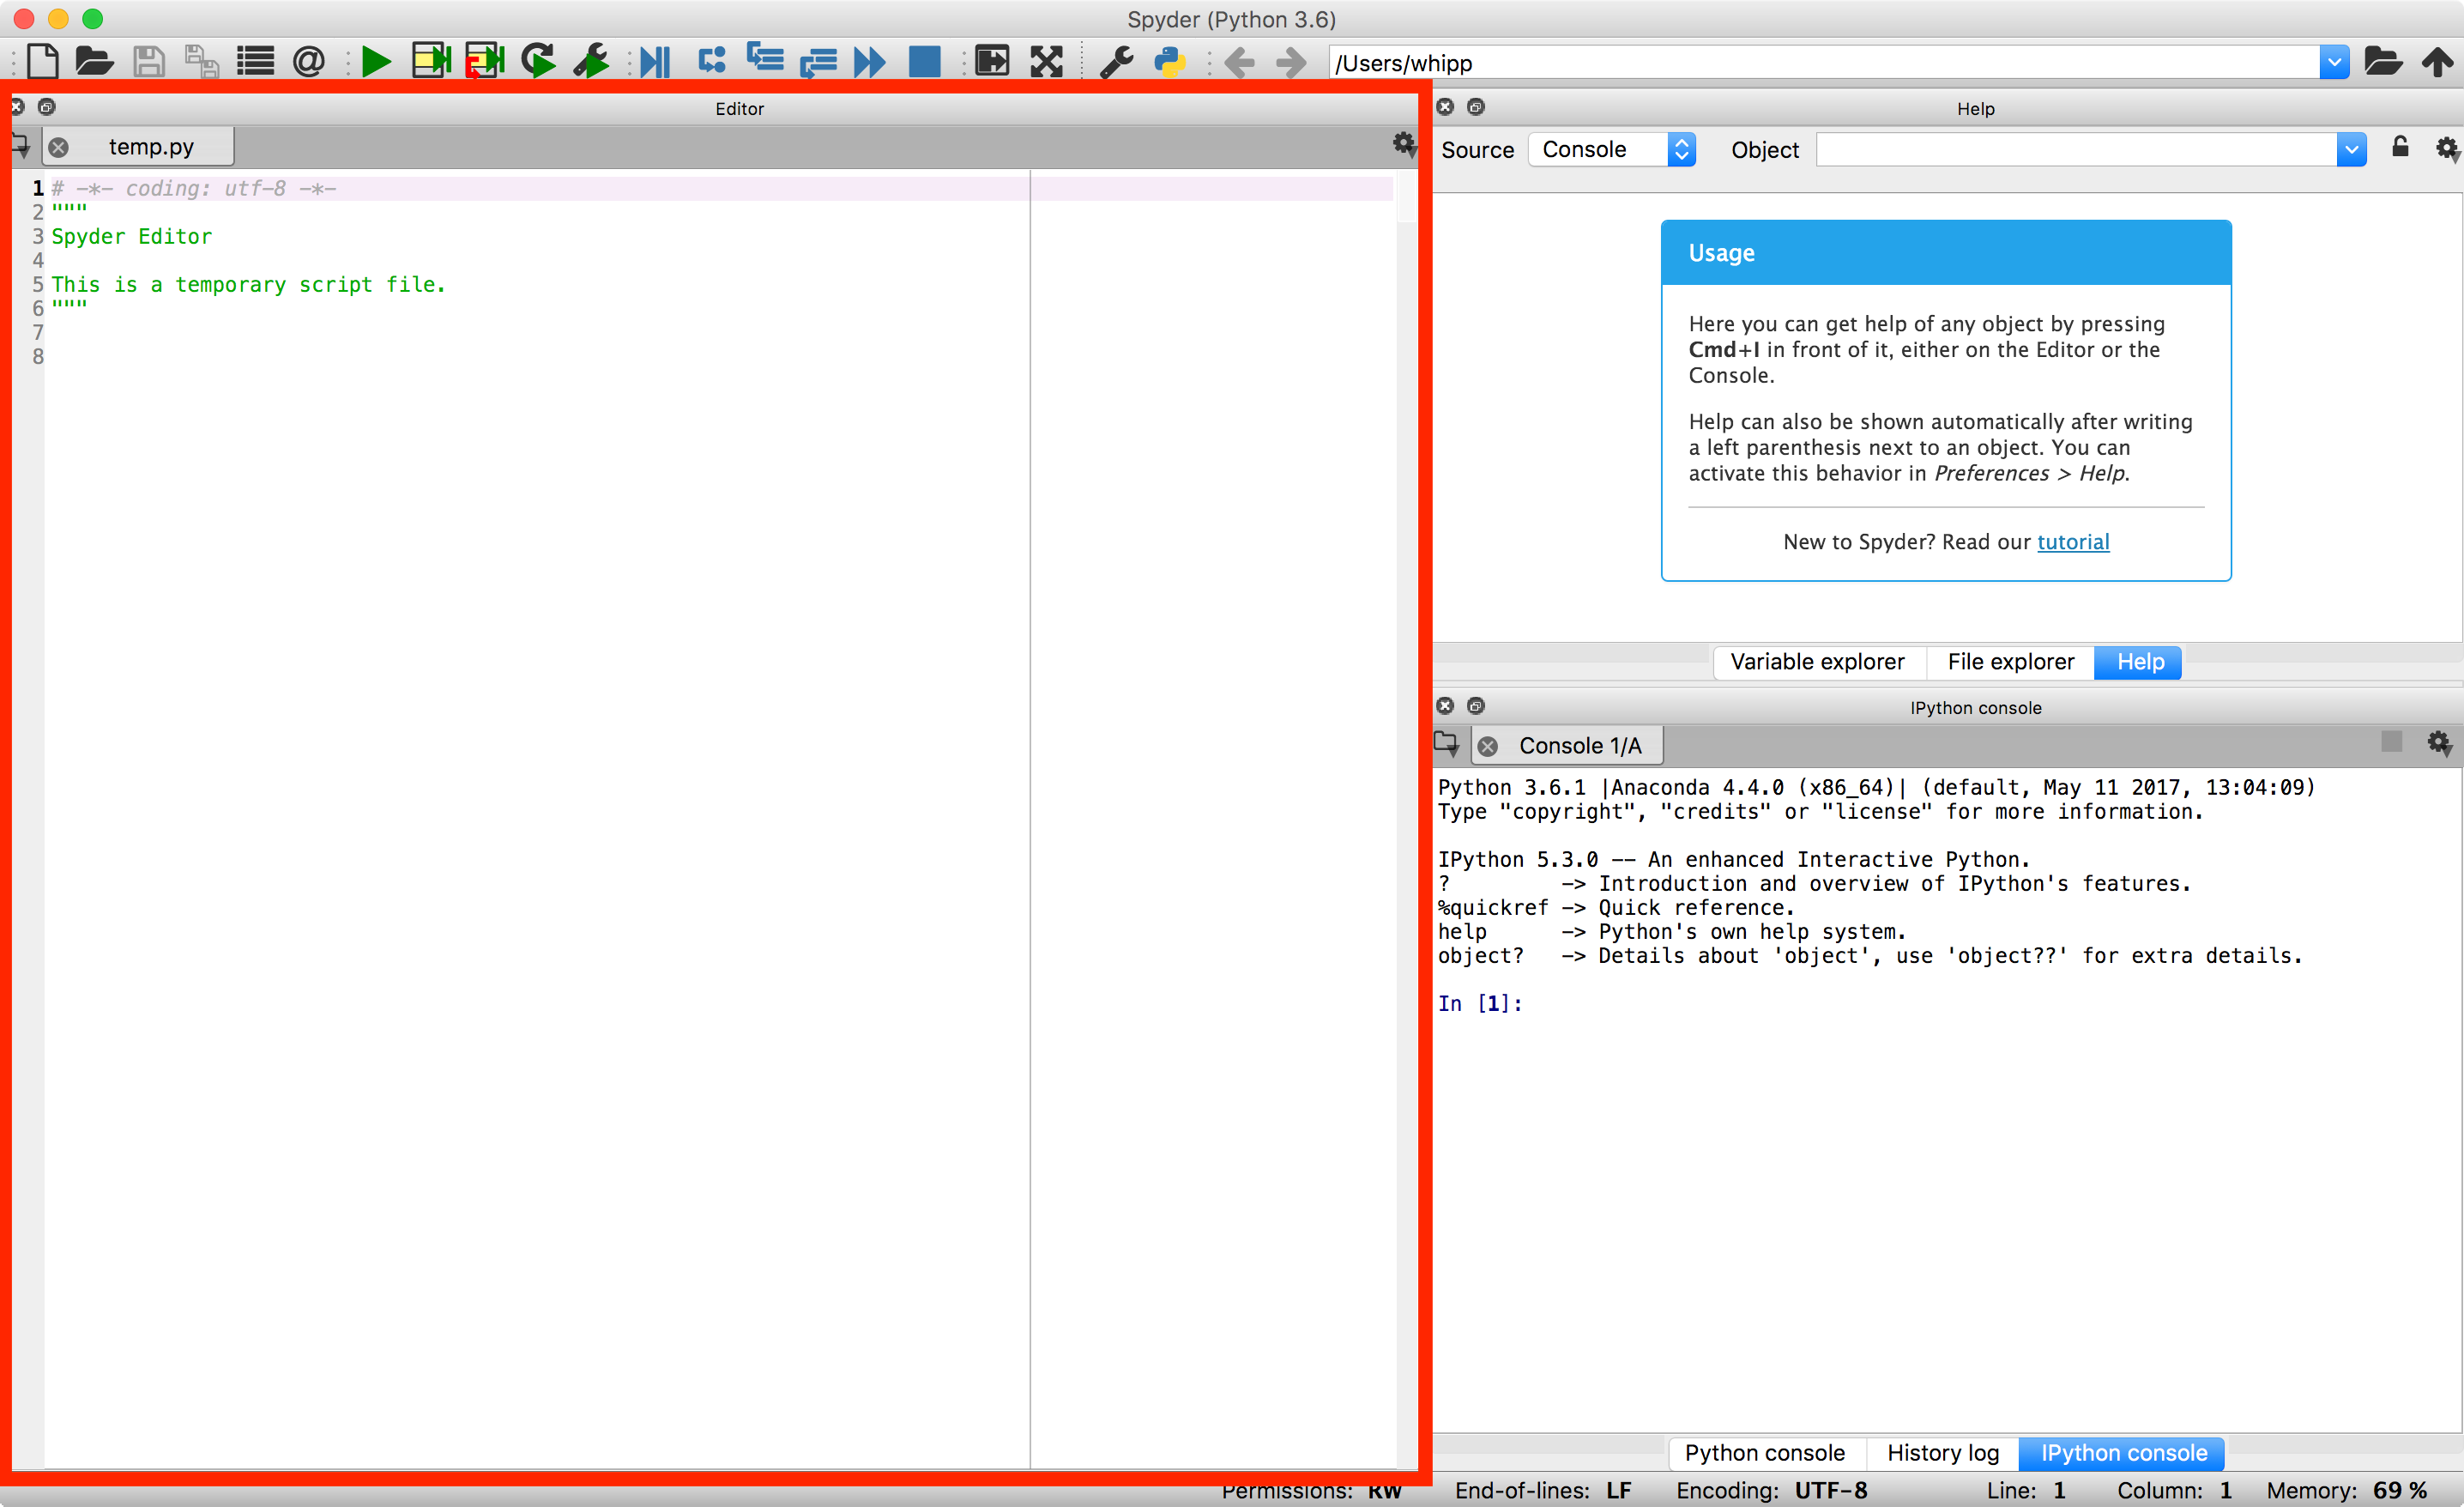 Spyder (Python 3.6)
@
/Users/whipp
Editor
temp.py
1 # -*- coding: utf-8 -*-
2 """
3 Spyder Editor
4
5 This is a temporary script file.
6 """
7
8
Help
Source Console Object
Usage
Here you can get help of any object by pressing
Cmd+I in front of it, either on the Editor or the
Console.
Help can also be shown automatically after writing
a left parenthesis next to an object. You can
activate this behavior in Preferences > Help.
New to Spyder? Read our tutorial
Variable explorer File explorer Help
IPython console
Console 1/A
Python 3.6.1 |Anaconda 4.4.0 (x86_64)| (default, May 11 2017, 13:04:09)
Type "copyright", "credits" or "license" for more information.
IPython 5.3.0 -- An enhanced Interactive Python.
?         -> Introduction and overview of IPython's features.
%quickref -> Quick reference.
help      -> Python's own help system.
object?   -> Details about 'object', use 'object??' for extra details.
In [1]:
Python console History log IPython console
Permissions: RW End-of-lines: LF Encoding: UTF-8 Line: 1 Column: 1 Memory: 69 %